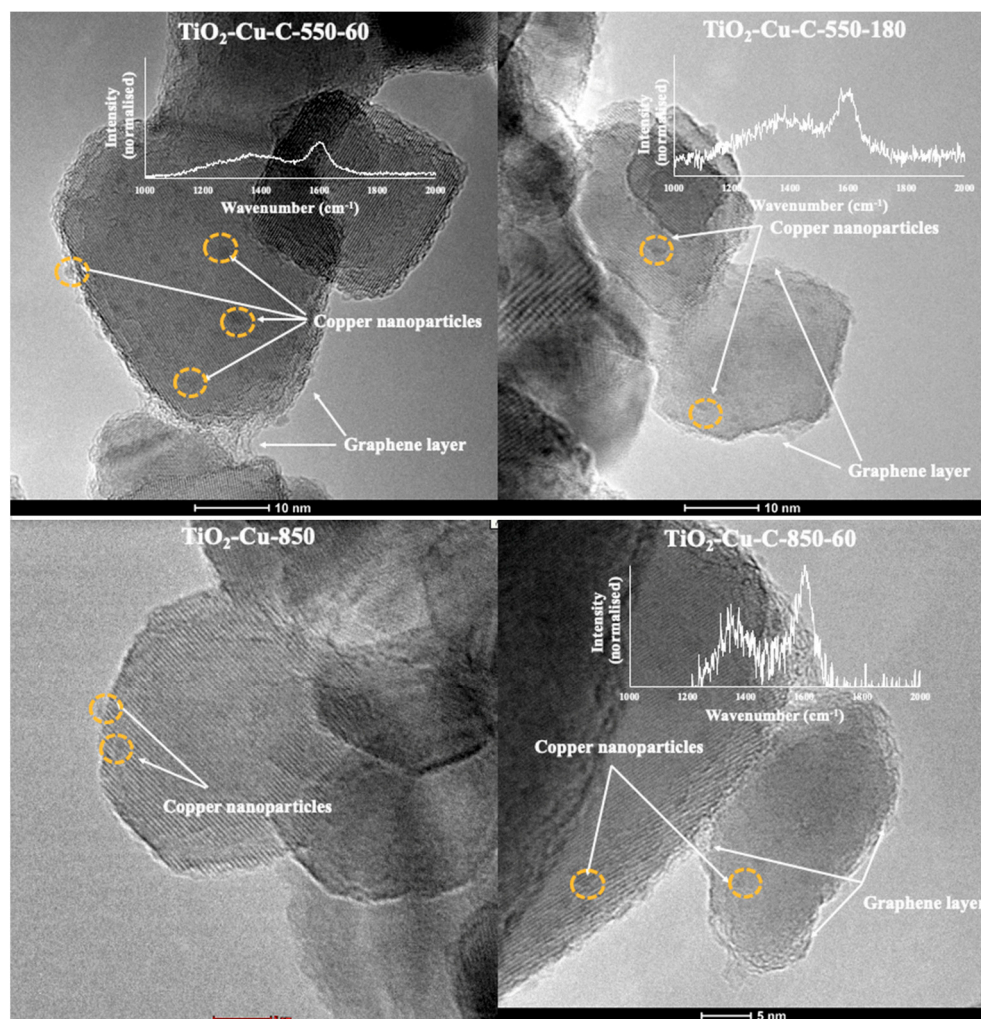 TiO₂-Cu-C-550-60
Intensity
(normalised)
1000 1200 1400 1600 1800 2000
Wavenumber (cm⁻¹)
Copper nanoparticles
Graphene layer
10 nm
TiO₂-Cu-C-550-180
Intensity
(normalised)
1000 1200 1400 1600 1800 2000
Wavenumber (cm⁻¹)
Copper nanoparticles
Graphene layer
10 nm
TiO₂-Cu-850
Copper nanoparticles
TiO₂-Cu-C-850-60
Intensity
(normalised)
1000 1200 1400 1600 1800 2000
Wavenumber (cm⁻¹)
Copper nanoparticles
Graphene layer
5 nm